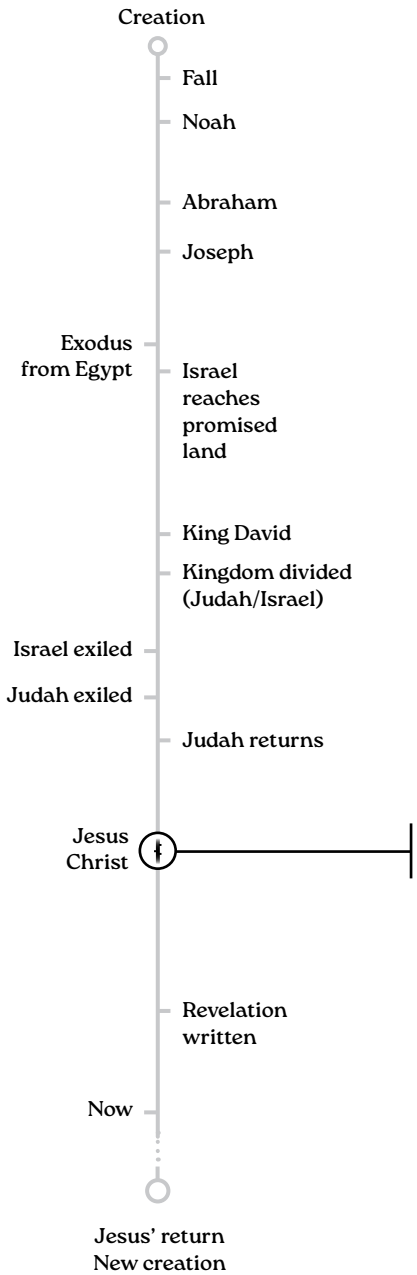 Creation
Fall
Noah
Abraham
Joseph
Exodus
from Egypt
Israel
reaches
promised
land
King David
Kingdom divided
(Judah/Israel)
Israel exiled
Judah exiled
Judah returns
Jesus
Christ
Revelation
written
Now
Jesus’ return
New creation